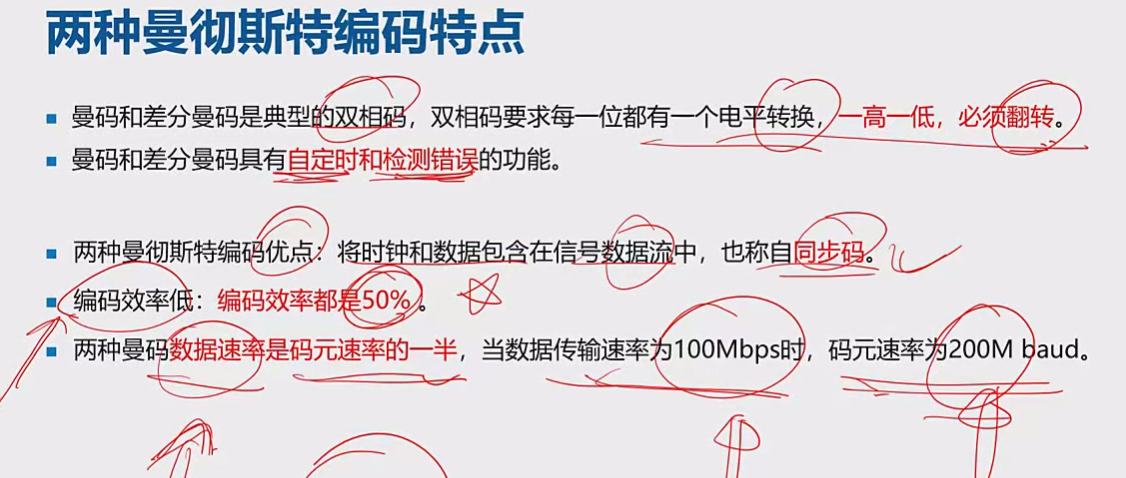 两种曼彻斯特编码特点
曼码和差分曼码是典型的双相码，双相码要求每一位都有一个电平转换，一高一低，必须翻转。
曼码和差分曼码具有自定时和检测错误的功能。
两种曼彻斯特编码优点：将时钟和数据包含在信号数据流中，也称自同步码。
编码效率低：编码效率都是50%。
两种曼码数据速率是码元速率的一半，当数据传输速率为100Mbps时，码元速率为200M baud。